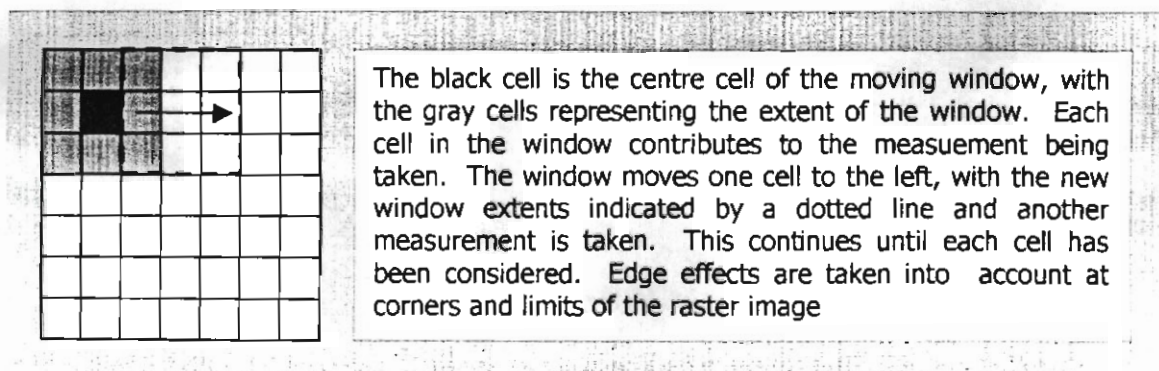 The black cell is the centre cell of the moving window, with
the gray cells representing the extent of the window. Each
cell in the window contributes to the measuement being
taken. The window moves one cell to the left, with the new
window extents indicated by a dotted line and another
measurement is taken. This continues until each cell has
been considered. Edge effects are taken into account at
corners and limits of the raster image